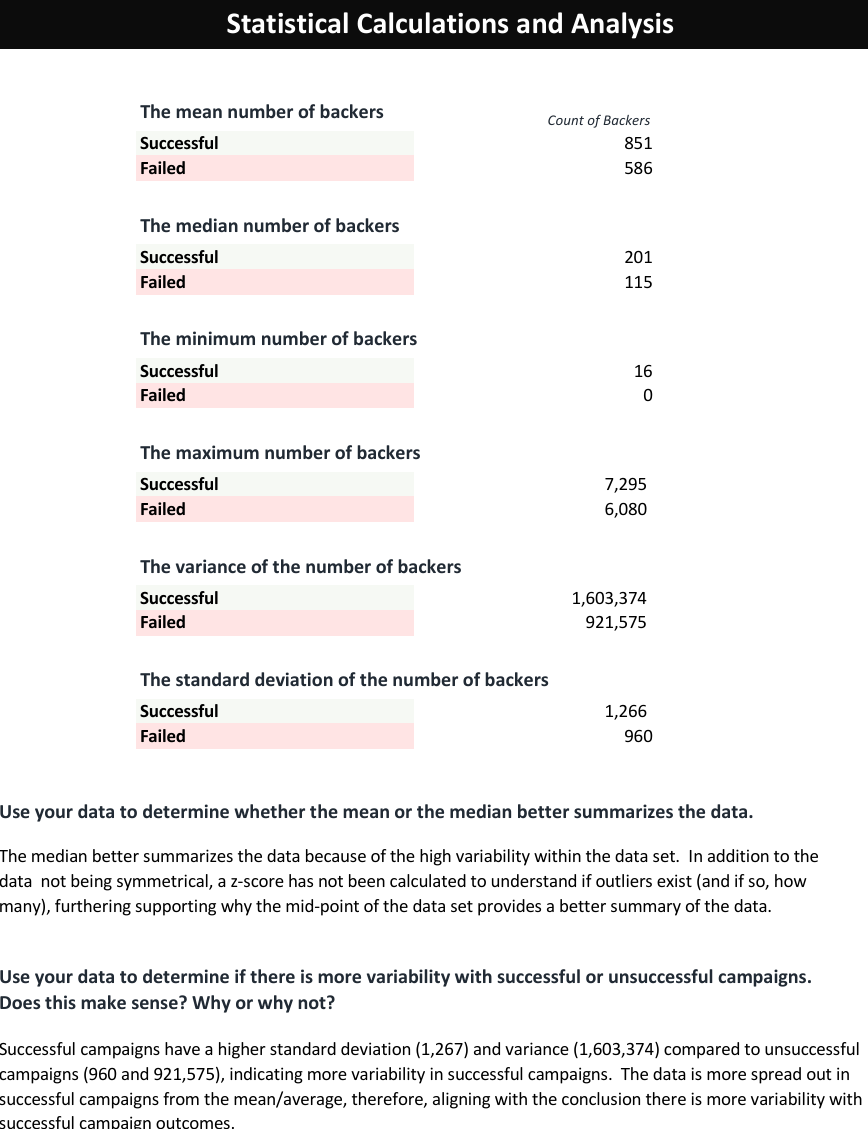 Statistical Calculations and Analysis
The mean number of backers
Count of Backers
Successful 851
Failed 586
The median number of backers
Successful 201
Failed 115
The minimum number of backers
Successful 16
Failed 0
The maximum number of backers
Successful 7,295
Failed 6,080
The variance of the number of backers
Successful 1,603,374
Failed 921,575
The standard deviation of the number of backers
Successful 1,266
Failed 960
Use your data to determine whether the mean or the median better summarizes the data.
The median better summarizes the data because of the high variability within the data set. In addition to the
data not being symmetrical, a z-score has not been calculated to understand if outliers exist (and if so, how
many), furthering supporting why the mid-point of the data set provides a better summary of the data.
Use your data to determine if there is more variability with successful or unsuccessful campaigns.
Does this make sense? Why or why not?
Successful campaigns have a higher standard deviation (1,267) and variance (1,603,374) compared to unsuccessful
campaigns (960 and 921,575), indicating more variability in successful campaigns. The data is more spread out in
successful campaigns from the mean/average, therefore, aligning with the conclusion there is more variability with
successful campaign outcomes.